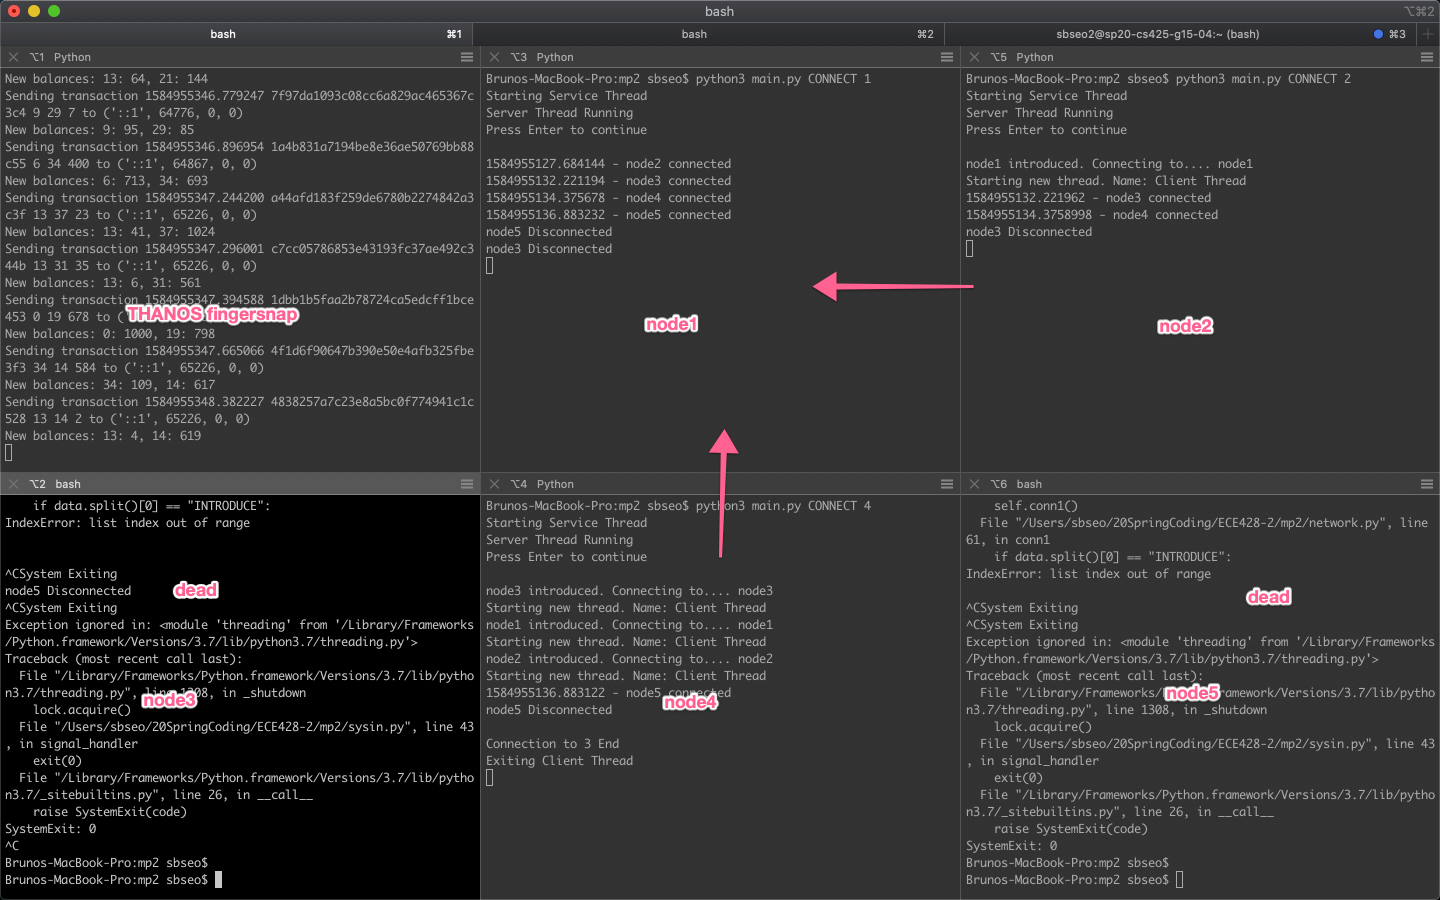 bash
⌥⌘2
bash ⌘1
bash ⌘2
sbseo2@sp20-cs425-g15-04:~ (bash) ⌘3
⌥1 Python
New balances: 13: 64, 21: 144
Sending transaction 1584955346.779247 7f97da1093c08cc6a829ac465367c
3c4 9 29 7 to ('::1', 64776, 0, 0)
New balances: 9: 95, 29: 85
Sending transaction 1584955346.896954 1a4b831a7194be8e36ae50769bb88
c55 6 34 400 to ('::1', 64867, 0, 0)
New balances: 6: 713, 34: 693
Sending transaction 1584955347.244200 a44afd183f259de6780b2274842a3
c3f 13 37 23 to ('::1', 65226, 0, 0)
New balances: 13: 41, 37: 1024
Sending transaction 1584955347.296001 c7cc05786853e43193fc37ae492c3
44b 13 31 35 to ('::1', 65226, 0, 0)
New balances: 13: 6, 31: 561
Sending transaction 1584955347.394588 1dbb1b5faa2b78724ca5edcff1bce
453 0 19 678 to (
THANOS fingersnap
New balances: 0: 1000, 19: 798
Sending transaction 1584955347.665066 4f1d6f90647b390e50e4afb325fbe
3f3 34 14 584 to ('::1', 65226, 0, 0)
New balances: 34: 109, 14: 617
Sending transaction 1584955348.382227 4838257a7c23e8a5bc0f774941c1c
528 13 14 2 to ('::1', 65226, 0, 0)
New balances: 13: 4, 14: 619
⌥3 Python
Brunos-MacBook-Pro:mp2 sbseo$ python3 main.py CONNECT 1
Starting Service Thread
Server Thread Running
Press Enter to continue
1584955127.684144 - node2 connected
1584955132.221194 - node3 connected
1584955134.375678 - node4 connected
1584955136.883232 - node5 connected
node5 Disconnected
node3 Disconnected
node1
⌥5 Python
Brunos-MacBook-Pro:mp2 sbseo$ python3 main.py CONNECT 2
Starting Service Thread
Server Thread Running
Press Enter to continue
node1 introduced. Connecting to.... node1
Starting new thread. Name: Client Thread
1584955132.221962 - node3 connected
1584955134.3758998 - node4 connected
node3 Disconnected
node2
⌥2 bash
if data.split()[0] == "INTRODUCE":
IndexError: list index out of range
^CSystem Exiting
node5 Disconnected
dead
^CSystem Exiting
Exception ignored in: <module 'threading' from '/Library/Frameworks
/Python.framework/Versions/3.7/lib/python3.7/threading.py'>
Traceback (most recent call last):
File "/Library/Frameworks/Python.framework/Versions/3.7/lib/pytho
n3.7/threading.py", line 1308, in _shutdown
node3
lock.acquire()
File "/Users/sbseo/20SpringCoding/ECE428-2/mp2/sysin.py", line 43
, in signal_handler
exit(0)
File "/Library/Frameworks/Python.framework/Versions/3.7/lib/pytho
n3.7/_sitebuiltins.py", line 26, in __call__
raise SystemExit(code)
SystemExit: 0
^C
Brunos-MacBook-Pro:mp2 sbseo$
Brunos-MacBook-Pro:mp2 sbseo$
⌥4 Python
Brunos-MacBook-Pro:mp2 sbseo$ python3 main.py CONNECT 4
Starting Service Thread
Server Thread Running
Press Enter to continue
node3 introduced. Connecting to.... node3
Starting new thread. Name: Client Thread
node1 introduced. Connecting to.... node1
Starting new thread. Name: Client Thread
node2 introduced. Connecting to.... node2
Starting new thread. Name: Client Thread
1584955136.883122 - node5 connected
node4
node5 Disconnected
Connection to 3 End
Exiting Client Thread
⌥6 bash
self.conn1()
File "/Users/sbseo/20SpringCoding/ECE428-2/mp2/network.py", line
61, in conn1
if data.split()[0] == "INTRODUCE":
IndexError: list index out of range
dead
^CSystem Exiting
^CSystem Exiting
Exception ignored in: <module 'threading' from '/Library/Frameworks
/Python.framework/Versions/3.7/lib/python3.7/threading.py'>
Traceback (most recent call last):
File "/Library/Frameworks/ amework/Versions/3.7/lib/pytho
node5
n3.7/threading.py", line 1308, in _shutdown
lock.acquire()
File "/Users/sbseo/20SpringCoding/ECE428-2/mp2/sysin.py", line 43
, in signal_handler
exit(0)
File "/Library/Frameworks/Python.framework/Versions/3.7/lib/pytho
n3.7/_sitebuiltins.py", line 26, in __call__
raise SystemExit(code)
SystemExit: 0
Brunos-MacBook-Pro:mp2 sbseo$
Brunos-MacBook-Pro:mp2 sbseo$